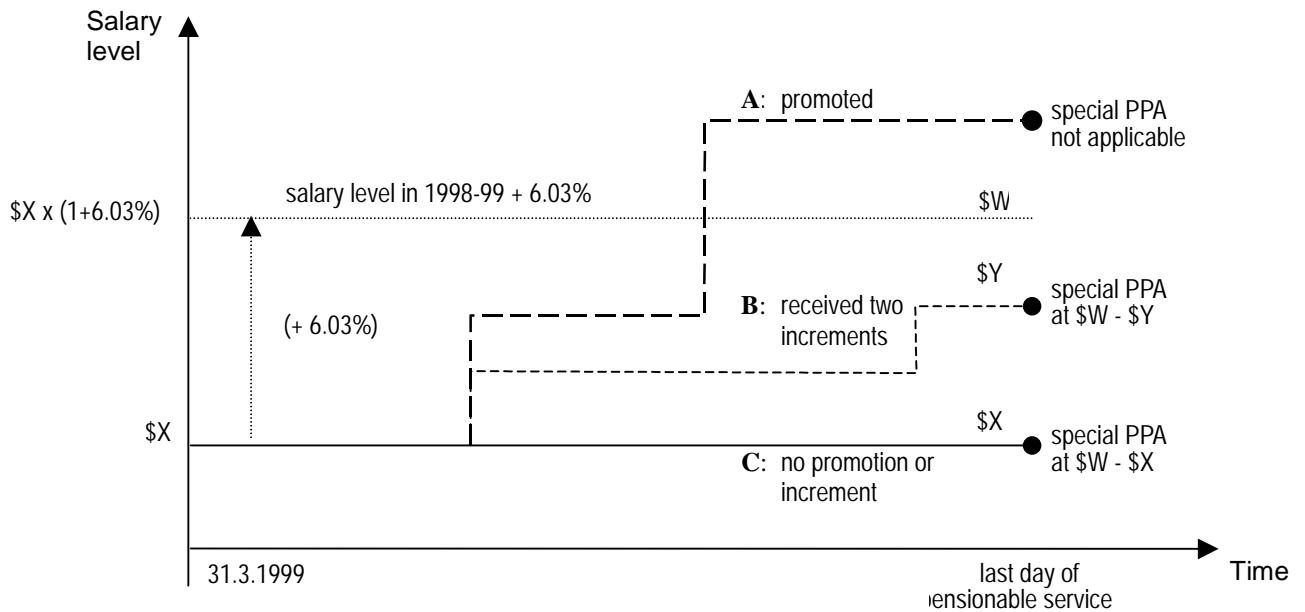 Salary
level
A: promoted
special PPA
not applicable
salary level in 1998-99 + 6.03%
$W
$X x (1+6.03%)
$Y
(+ 6.03%)
B: received two
increments
special PPA
at $W - $Y
$X
$X
special PPA
at $W - $X
C: no promotion or
increment
31.3.1999
last day of
pensionable service
Time